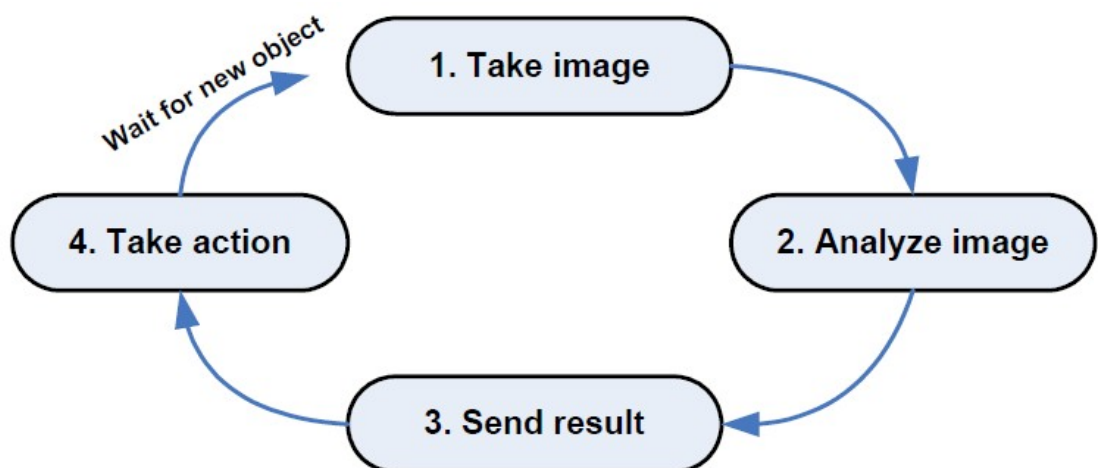 1. Take image
Wait for new object
4. Take action
2. Analyze image
3. Send result